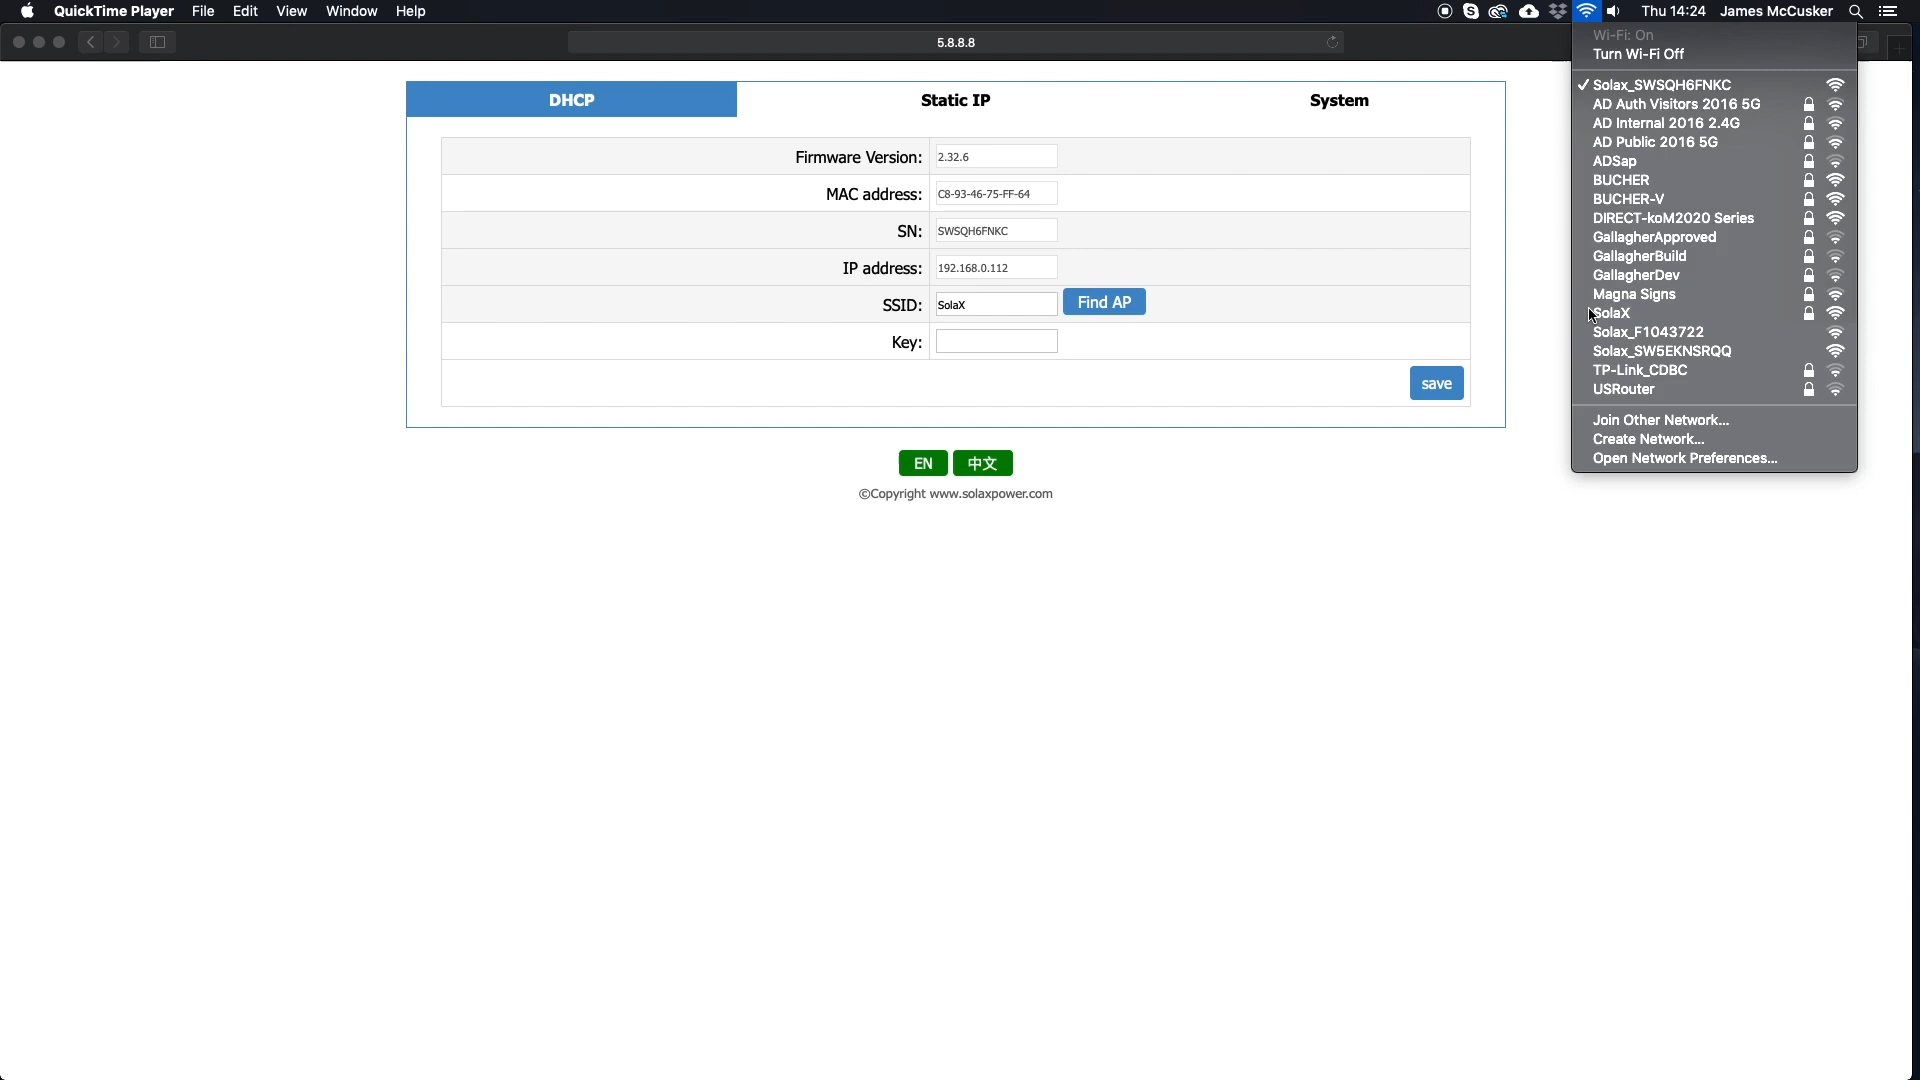 QuickTime Player File Edit View Window Help Thu 14:24 James McCusker
5.8.8.8
Wi-Fi: On
Turn Wi-Fi Off
Solax_SWSQH6FNKC
AD Auth Visitors 2016 5G
AD Internal 2016 2.4G
AD Public 2016 5G
ADSap
BUCHER
BUCHER-V
DIRECT-koM2020 Series
GallagherApproved
GallagherBuild
GallagherDev
Magna Signs
SolaX
Solax_F1043722
Solax_SW5EKNSRQQ
TP-Link_CDBC
USRouter
Join Other Network...
Create Network...
Open Network Preferences...
DHCP Static IP System
Firmware Version: 2.32.6
MAC address: C8-93-46-75-FF-64
SN: SWSQH6FNKC
IP address: 192.168.0.112
SSID: SolaX Find AP
Key:
save
EN 中文
©Copyright www.solaxpower.com